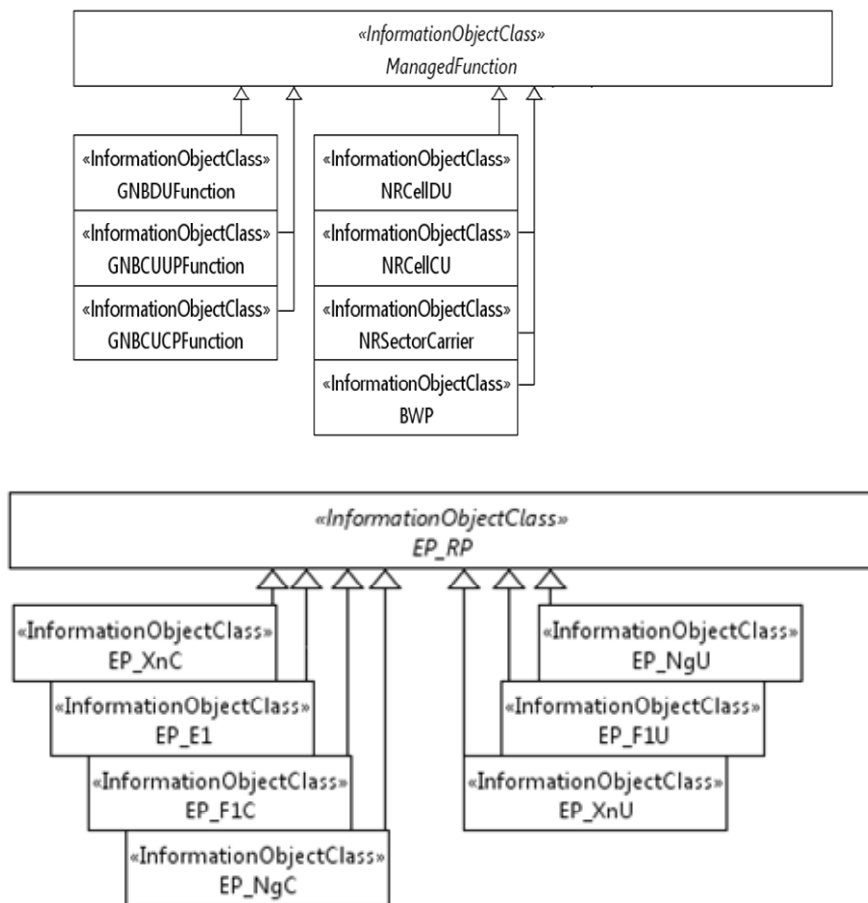 «InformationObjectClass»
ManagedFunction
«InformationObjectClass»
GNBDUFunction
«InformationObjectClass»
GNBCUUPFunction
«InformationObjectClass»
GNBCUCPFunction
«InformationObjectClass»
NRCellDU
«InformationObjectClass»
NRCellCU
«InformationObjectClass»
NRSectorCarrier
«InformationObjectClass»
BWP
«InformationObjectClass»
EP_RP
«InformationObjectClass»
EP_XnC
«InformationObjectClass»
EP_E1
«InformationObjectClass»
EP_F1C
«InformationObjectClass»
EP_NgC
«InformationObjectClass»
EP_NgU
«InformationObjectClass»
EP_F1U
«InformationObjectClass»
EP_XnU